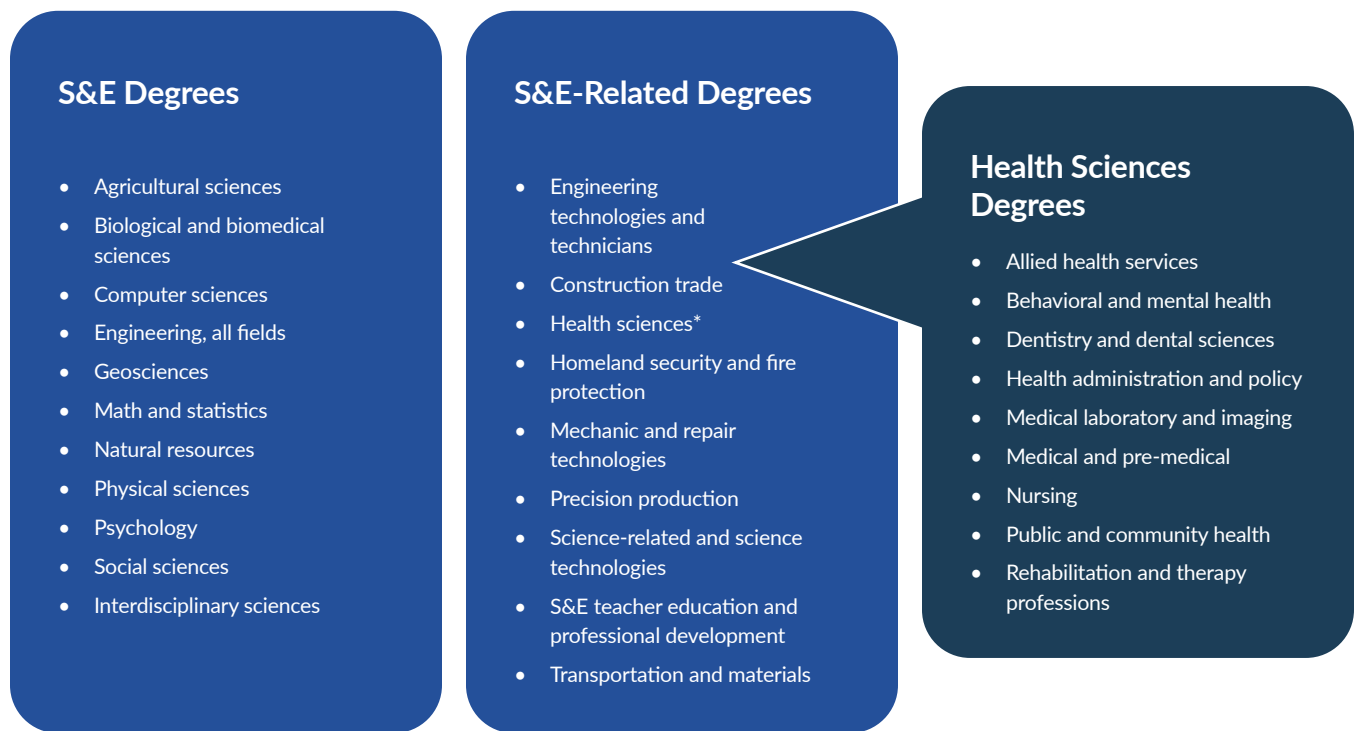 S&E Degrees
• Agricultural sciences
• Biological and biomedical
sciences
• Computer sciences
• Engineering, all fields
• Geosciences
• Math and statistics
• Natural resources
• Physical sciences
• Psychology
• Social sciences
• Interdisciplinary sciences
S&E-Related Degrees
• Engineering
technologies and
technicians
• Construction trade
• Health sciences*
• Homeland security and fire
protection
• Mechanic and repair
technologies
• Precision production
• Science-related and science
technologies
• S&E teacher education and
professional development
• Transportation and materials
Health Sciences
Degrees
• Allied health services
• Behavioral and mental health
• Dentistry and dental sciences
• Health administration and policy
• Medical laboratory and imaging
• Medical and pre-medical
• Nursing
• Public and community health
• Rehabilitation and therapy
professions